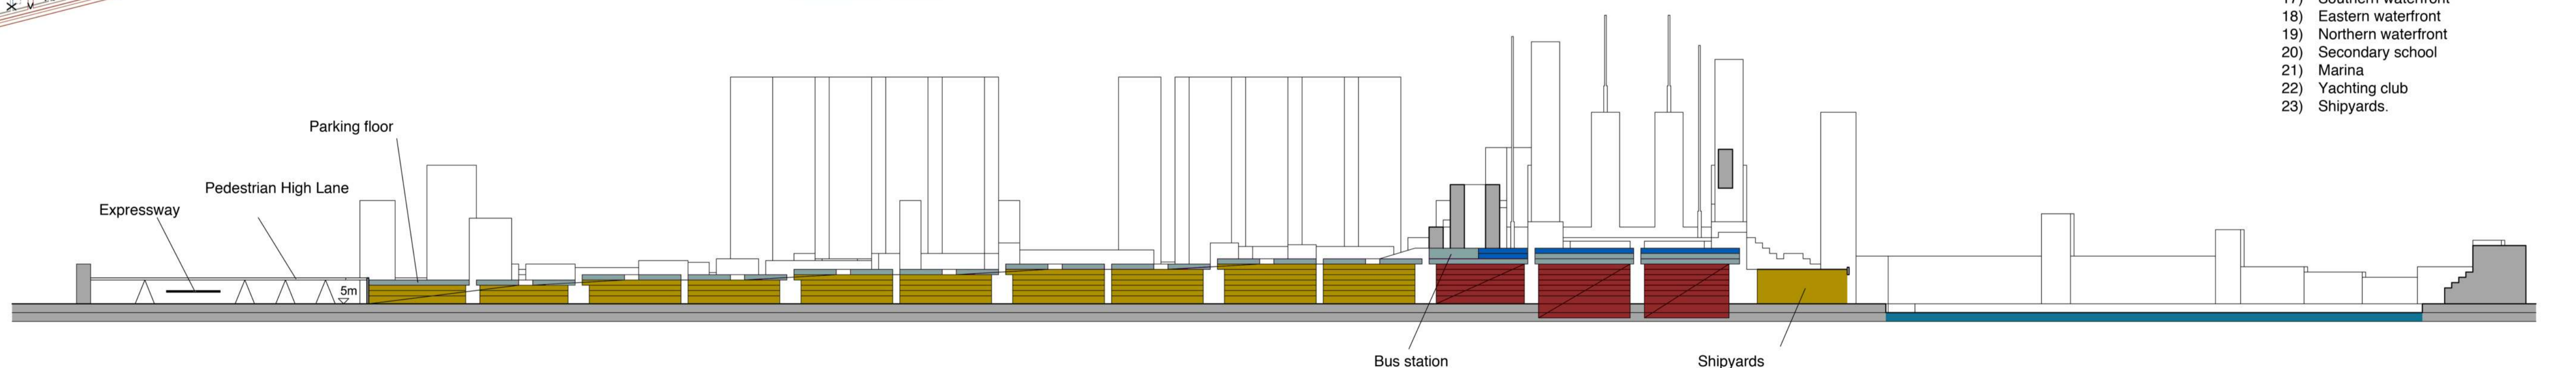 18) Eastern waterfront
19) Northern waterfront
20) Secondary school
21) Marina
22) Yachting club
23) Shipyards.
Parking floor
Pedestrian High Lane
Expressway
5m
Bus station
Shipyards